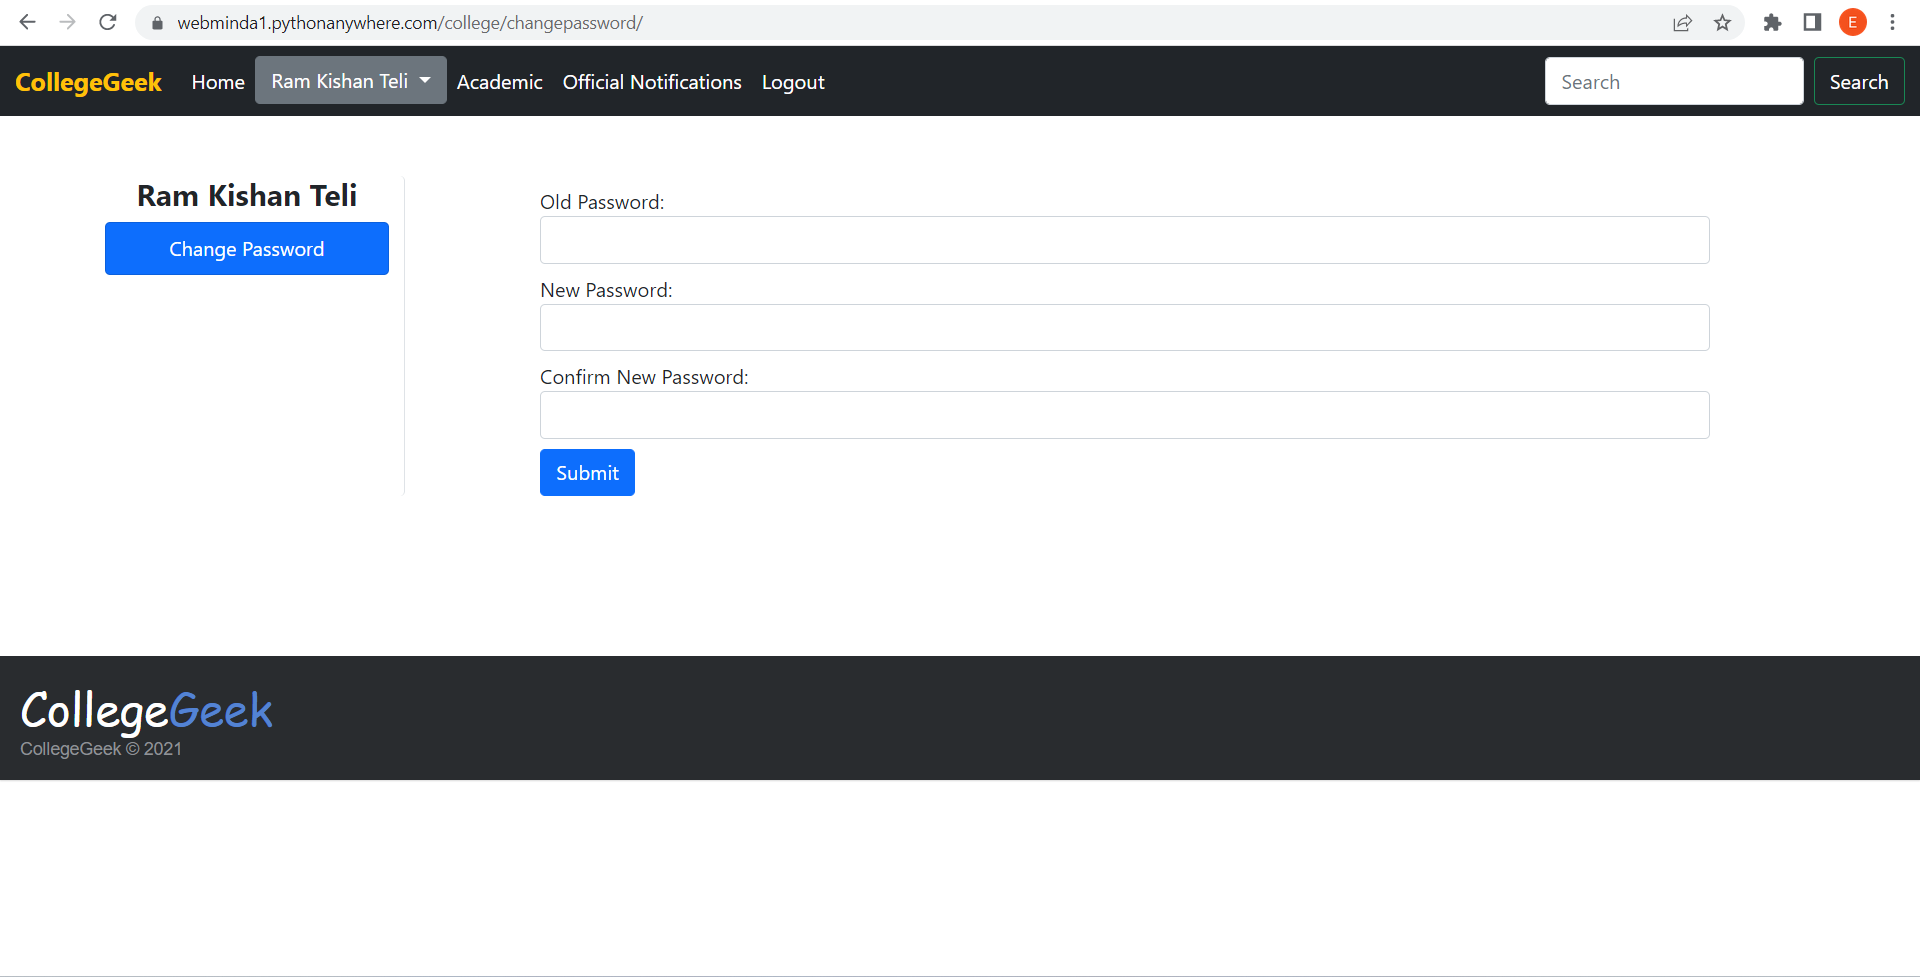 webminda1.pythonanywhere.com/college/changepassword/
E
CollegeGeek Home Ram Kishan Teli Academic Official Notifications Logout Search Search
Ram Kishan Teli
Change Password
Old Password:
New Password:
Confirm New Password:
Submit
CollegeGeek
CollegeGeek © 2021